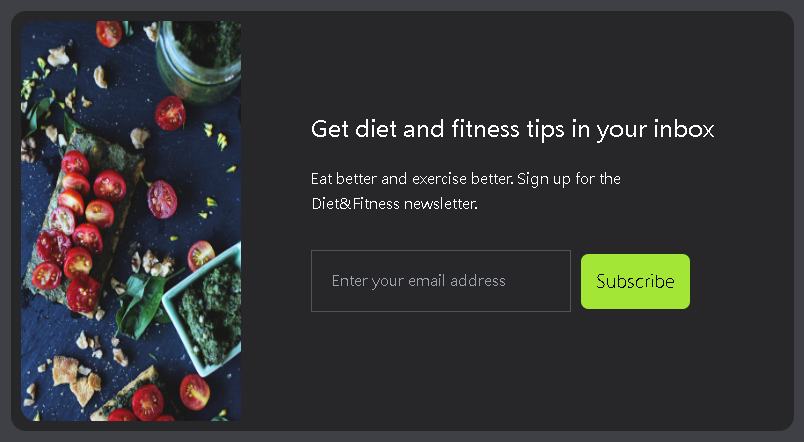 Get diet and fitness tips in your inbox
Eat better and exercise better. Sign up for the
Diet&Fitness newsletter.
Enter your email address
Subscribe